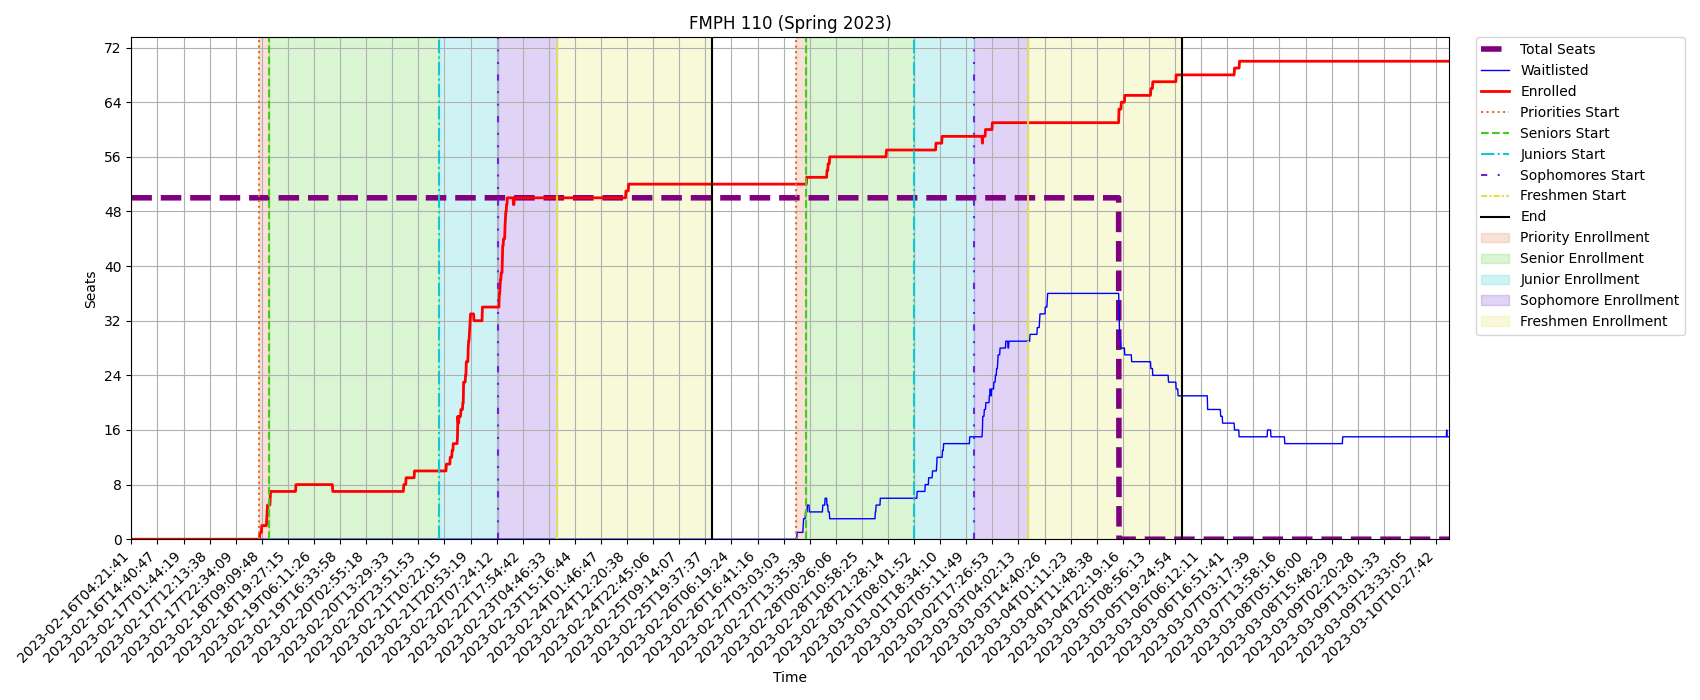 FMPH 110 (Spring 2023)
Seats
72
64
56
48
40
32
24
16
8
0
2023-02-16T04:21:41
2023-02-16T14:40:47
2023-02-17T01:44:19
2023-02-17T12:13:38
2023-02-17T22:34:09
2023-02-18T09:09:48
2023-02-18T19:27:15
2023-02-19T06:11:26
2023-02-19T16:33:58
2023-02-20T02:55:18
2023-02-20T13:29:33
2023-02-20T23:51:53
2023-02-21T10:22:15
2023-02-21T20:53:19
2023-02-22T07:24:12
2023-02-22T17:54:42
2023-02-23T04:46:33
2023-02-23T15:16:44
2023-02-24T01:46:47
2023-02-24T12:20:38
2023-02-24T22:45:06
2023-02-25T09:14:07
2023-02-25T19:37:37
2023-02-26T06:19:24
2023-02-26T16:41:16
2023-02-27T03:03:03
2023-02-27T13:35:38
2023-02-28T00:26:06
2023-02-28T10:58:25
2023-02-28T21:28:14
2023-03-01T08:01:52
2023-03-01T18:34:10
2023-03-02T05:11:49
2023-03-02T17:26:53
2023-03-03T04:02:13
2023-03-03T14:40:26
2023-03-04T01:11:23
2023-03-04T11:48:38
2023-03-04T22:19:16
2023-03-05T08:56:13
2023-03-05T19:24:54
2023-03-06T06:12:11
2023-03-06T16:51:41
2023-03-07T03:17:39
2023-03-07T13:58:16
2023-03-08T05:16:00
2023-03-08T15:48:29
2023-03-09T02:20:28
2023-03-09T13:01:33
2023-03-09T23:33:05
2023-03-10T10:27:42
Time
Total Seats
Waitlisted
Enrolled
Priorities Start
Seniors Start
Juniors Start
Sophomores Start
Freshmen Start
End
Priority Enrollment
Senior Enrollment
Junior Enrollment
Sophomore Enrollment
Freshmen Enrollment